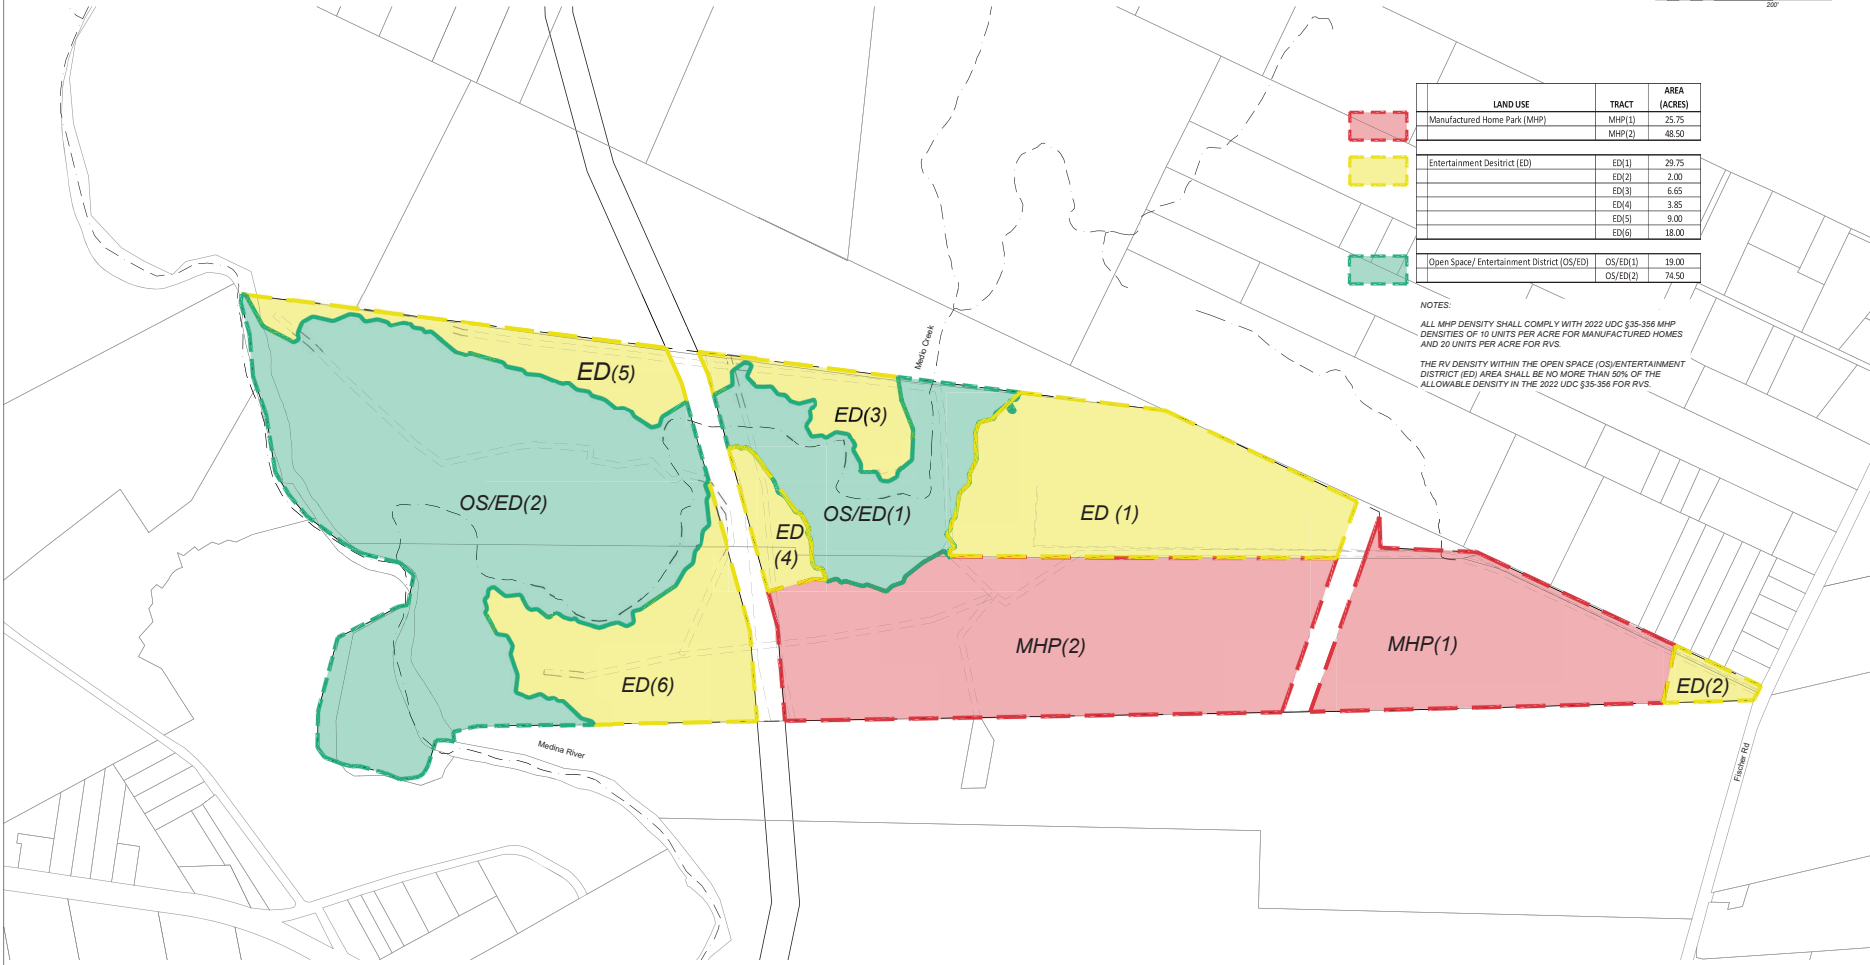 200'
LAND USE TRACT AREA (ACRES)
Manufactured Home Park (MHP) MHP(1) 25.75
MHP(2) 48.50
Entertainment Desitrict (ED) ED(1) 29.75
ED(2) 2.00
ED(3) 6.65
ED(4) 3.85
ED(5) 9.00
ED(6) 18.00
Open Space/ Entertainment District (OS/ED) OS/ED(1) 19.00
OS/ED(2) 74.50
NOTES:
ALL MHP DENSITY SHALL COMPLY WITH 2022 UDC §35-356 MHP
DENSITIES OF 10 UNITS PER ACRE FOR MANUFACTURED HOMES
AND 20 UNITS PER ACRE FOR RVS.
THE RV DENSITY WITHIN THE OPEN SPACE (OS)/ENTERTAINMENT
DISTRICT (ED) AREA SHALL BE NO MORE THAN 50% OF THE
ALLOWABLE DENSITY IN THE 2022 UDC §35-356 FOR RVS.
Medio Creek
ED(5)
ED(3)
OS/ED(2)
OS/ED(1)
ED (1)
ED
(4)
MHP(2)
MHP(1)
ED(6)
ED(2)
Medina River
Fischer Rd